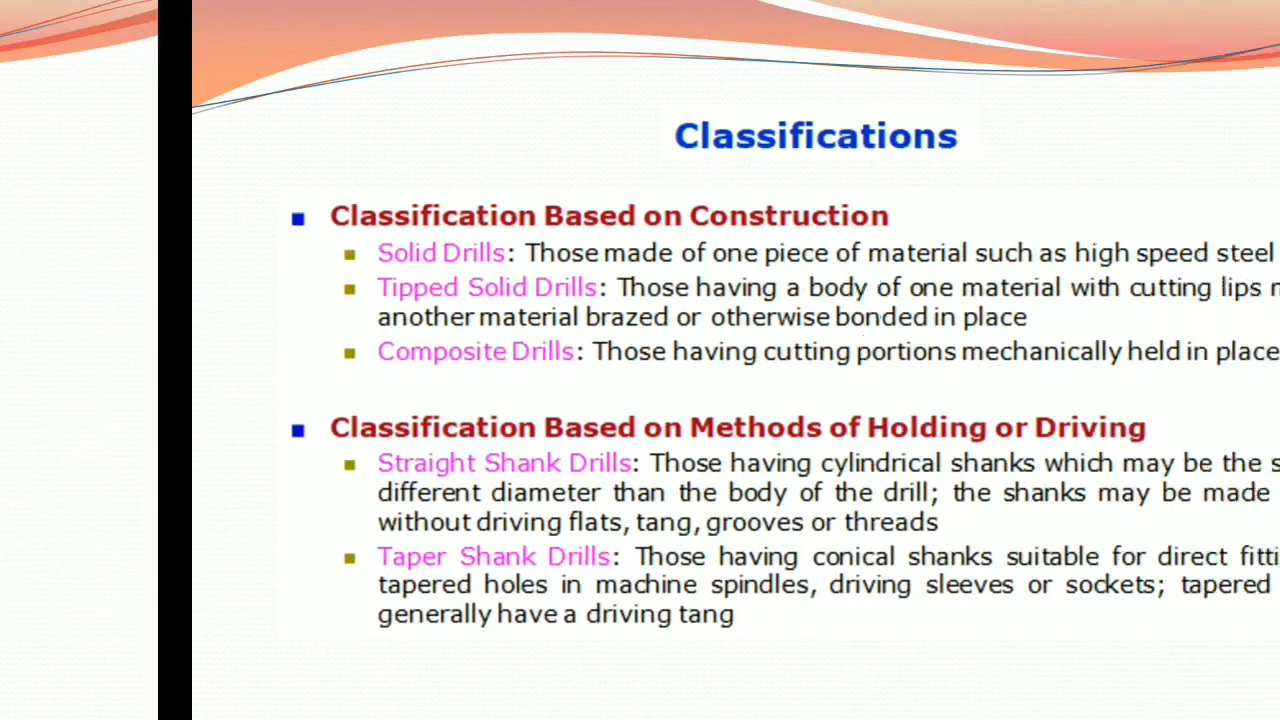 Classifications
Classification Based on Construction
Solid Drills: Those made of one piece of material such as high speed steel
Tipped Solid Drills: Those having a body of one material with cutting lips
another material brazed or otherwise bonded in place
Composite Drills: Those having cutting portions mechanically held in place
Classification Based on Methods of Holding or Driving
Straight Shank Drills: Those having cylindrical shanks which may be the
different diameter than the body of the drill; the shanks may be made
without driving flats, tang, grooves or threads
Taper Shank Drills: Those having conical shanks suitable for direct
tapered holes in machine spindles, driving sleeves or sockets; tapered
generally have a driving tang